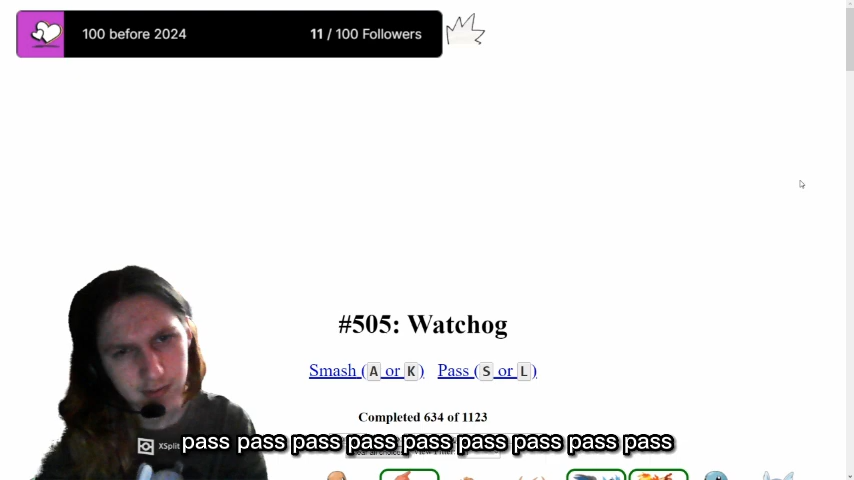 100 before 2024
11 / 100 Followers
#505: Watchog
Smash (A or K) Pass (S or L)
Completed 634 of 1123
XSplit
pass pass pass pass pass pass pass pass pass